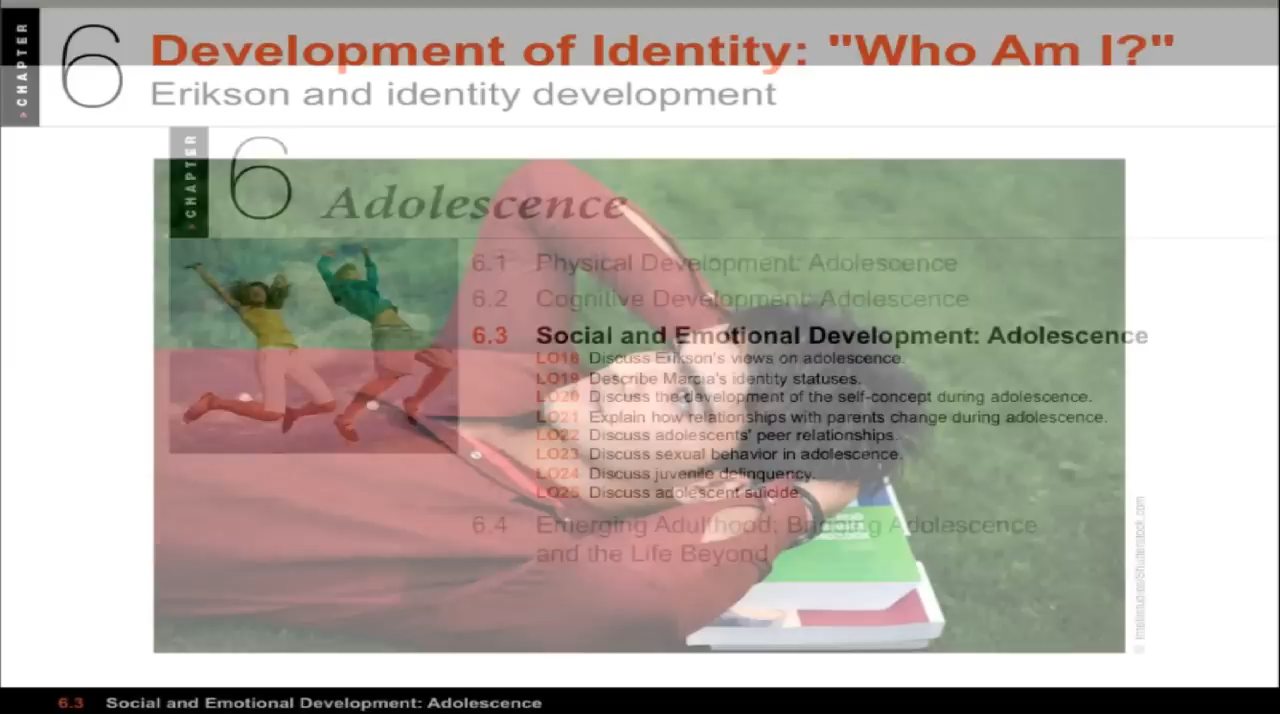 CHAPTER
6
Development of Identity: "Who Am I?"
Erikson and identity development
CHAPTER
6
Adolescence
6.1 Physical Development: Adolescence
6.2 Cognitive Development: Adolescence
6.3 Social and Emotional Development: Adolescence
LO18 Discuss Erikson's views on adolescence.
LO19 Describe Marcia's identity statuses.
LO20 Discuss the development of the self-concept during adolescence.
LO21 Explain how relationships with parents change during adolescence.
LO22 Discuss adolescents' peer relationships.
LO23 Discuss sexual behavior in adolescence.
LO24 Discuss juvenile delinquency.
LO25 Discuss adolescent suicide.
6.4 Emerging Adulthood: Bridging Adolescence
and the Life Beyond
6.3 Social and Emotional Development: Adolescence